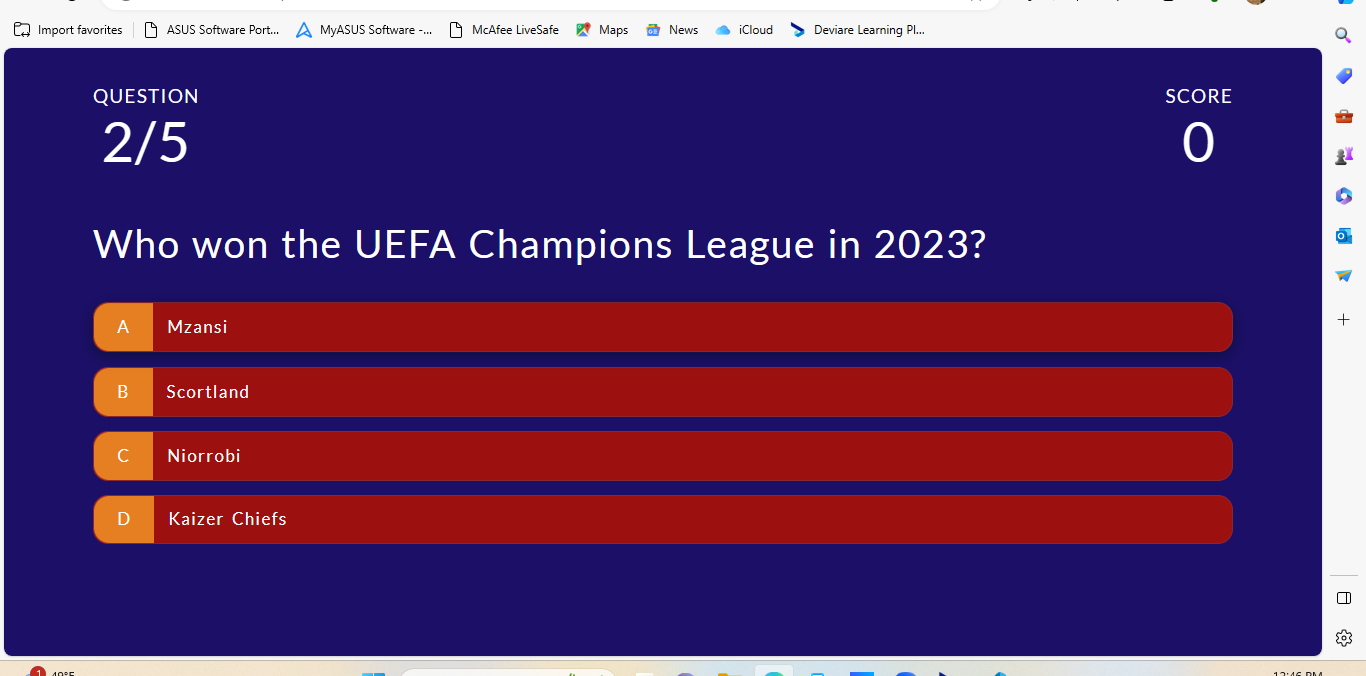 Import favorites ASUS Software Port... MyASUS Software -... McAfee LiveSafe Maps News iCloud Deviare Learning Pl...
QUESTION SCORE
2/5 0
Who won the UEFA Champions League in 2023?
A Mzansi
B Scortland
C Niorrobi
D Kaizer Chiefs
1 49°F 12:46 PM